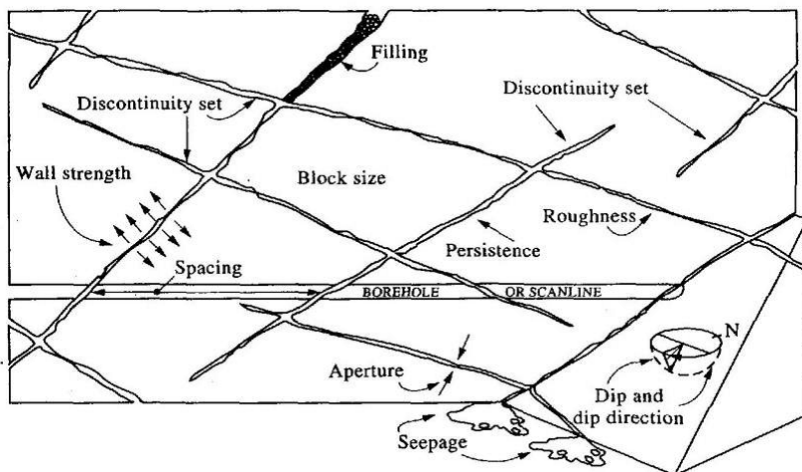 Filling
Discontinuity set
Discontinuity set
Wall strength
Block size
Roughness
Persistence
Spacing
BOREHOLE OR SCANLINE
N
Aperture
Dip and
dip direction
Seepage